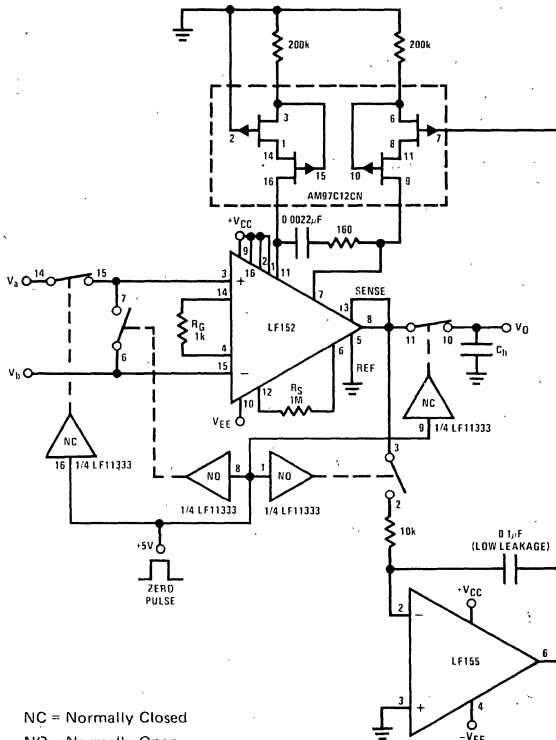 200k
200k
3
6
2
7
1
8
14
11
15
10
16
9
AM97C12CN
0 0022µF
160
+VCC
9
16
2
1
11
7
Va
14
15
3
+
14
7
RG
1k
LF152
SENSE
13
8
5
REF
6
11
10
VO
Ch
4
6
Vb
15
−
12
RS
1M
10
VEE
NC
9
1/4 LF11333
NC
16
1/4 LF11333
NO
8
1
NO
1/4 LF11333
1/4 LF11333
3
2
+5V
ZERO
PULSE
10k
0 1µF
(LOW LEAKAGE)
+VCC
2
−
LF155
6
3
+
4
−VEE
NC = Normally Closed
NO = Normally Open